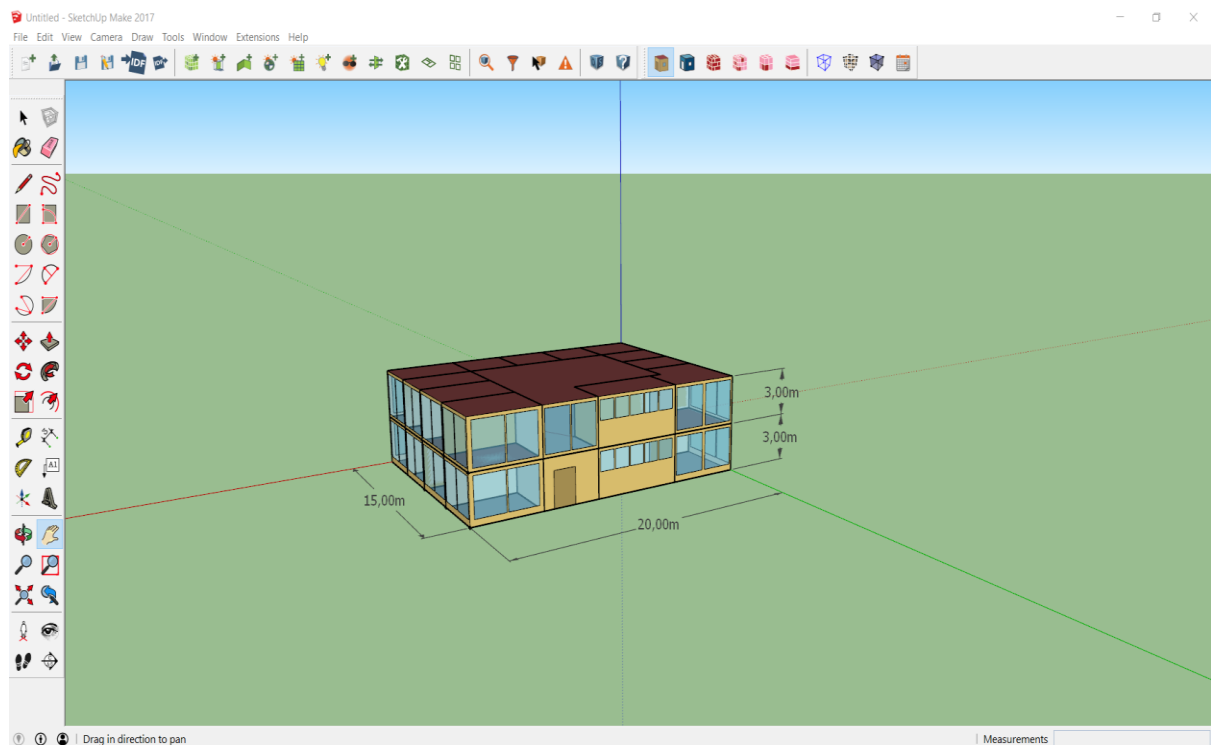 Untitled - SketchUp Make 2017
File Edit View Camera Draw Tools Window Extensions Help
IDF
A1
3,00m
3,00m
15,00m
20,00m
Drag in direction to pan
Measurements